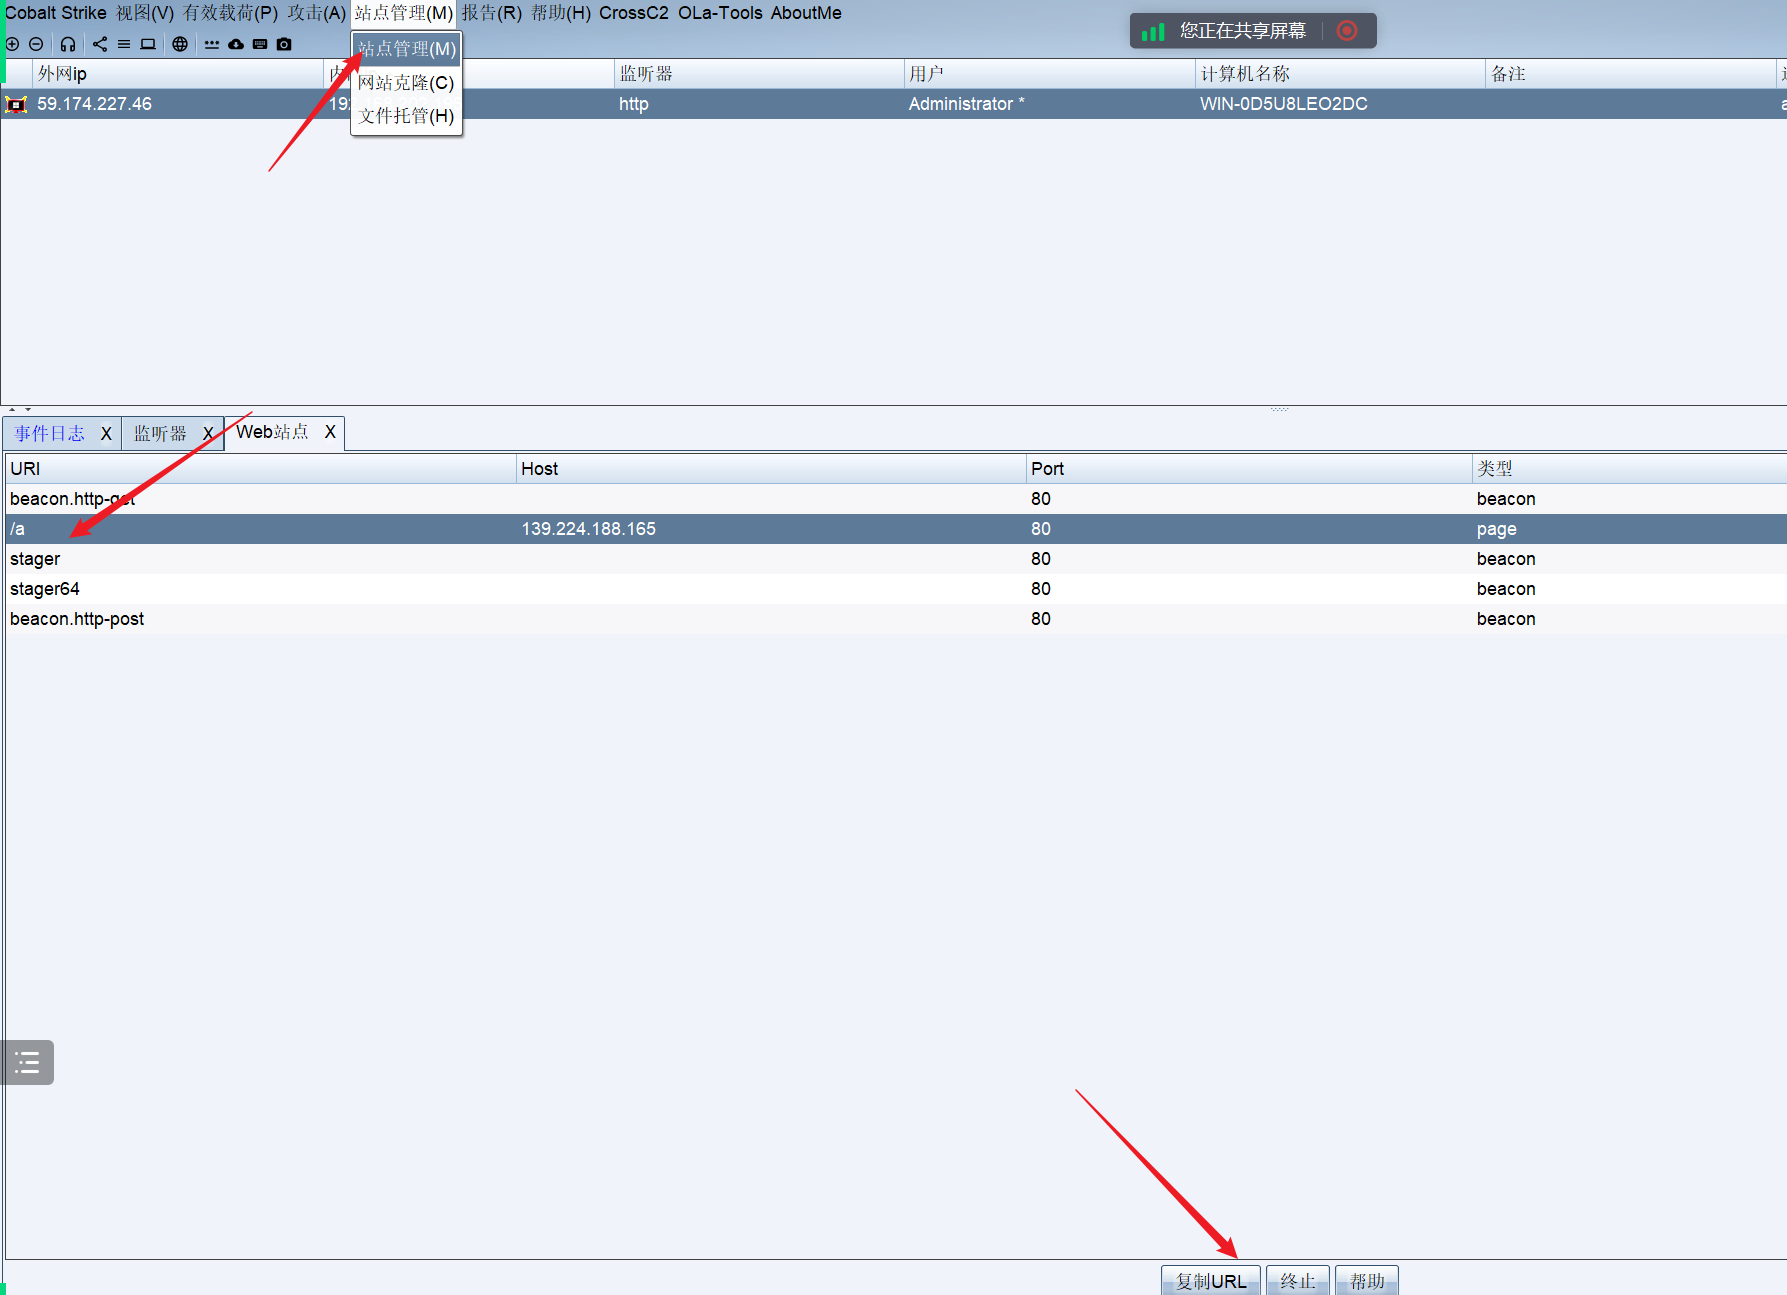 Cobalt Strike 视图(V) 有效载荷(P) 攻击(A) 站点管理(M) 报告(R) 帮助(H) CrossC2 OLa-Tools AboutMe
您正在共享屏幕
站点管理(M)
网站克隆(C)
文件托管(H)
外网ip 监听器 用户 计算机名称 备注
59.174.227.46 http Administrator * WIN-0D5U8LEO2DC
事件日志 X 监听器 X Web站点 X
URI Host Port 类型
beacon.http-get 80 beacon
/a 139.224.188.165 80 page
stager 80 beacon
stager64 80 beacon
beacon.http-post 80 beacon
复制URL 终止 帮助